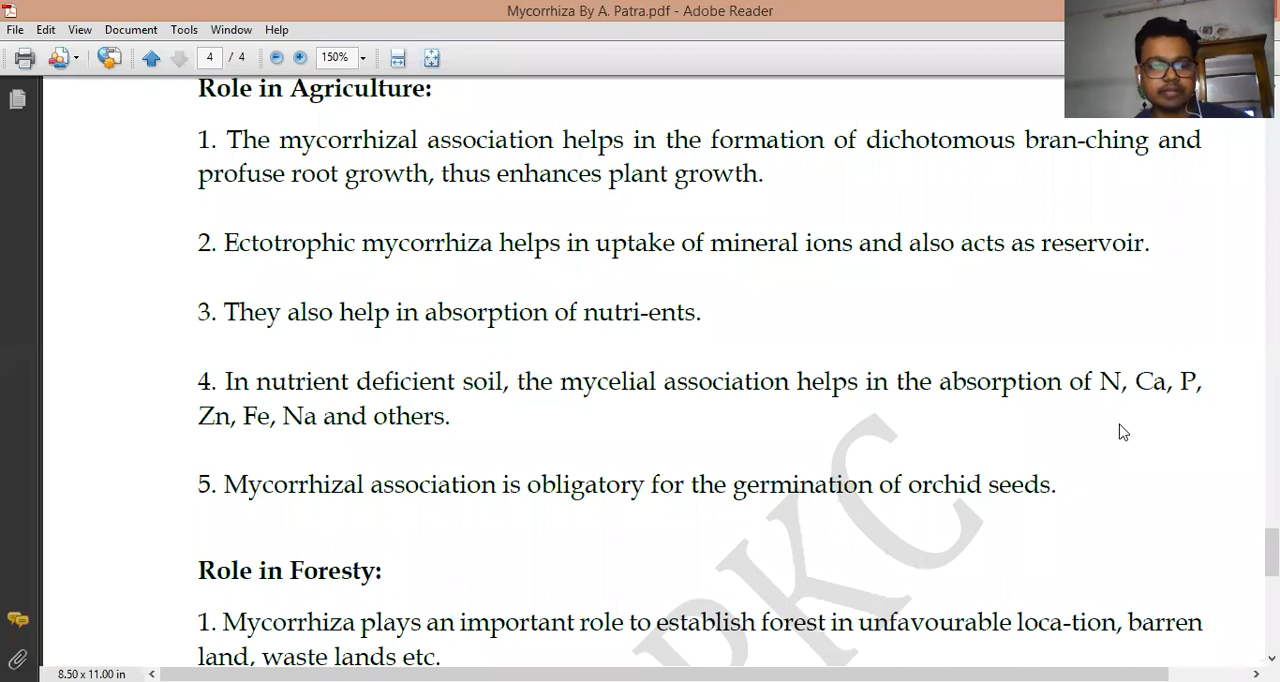 Mycorrhiza By A. Patra.pdf - Adobe Reader
File Edit View Document Tools Window Help
4 / 4 150%
Role in Agriculture:
1. The mycorrhizal association helps in the formation of dichotomous bran-ching and
profuse root growth, thus enhances plant growth.
2. Ectotrophic mycorrhiza helps in uptake of mineral ions and also acts as reservoir.
3. They also help in absorption of nutri-ents.
4. In nutrient deficient soil, the mycelial association helps in the absorption of N, Ca, P,
Zn, Fe, Na and others.
5. Mycorrhizal association is obligatory for the germination of orchid seeds.
PKC
Role in Foresty:
1. Mycorrhiza plays an important role to establish forest in unfavourable loca-tion, barren
land, waste lands etc.
8.50 x 11.00 in